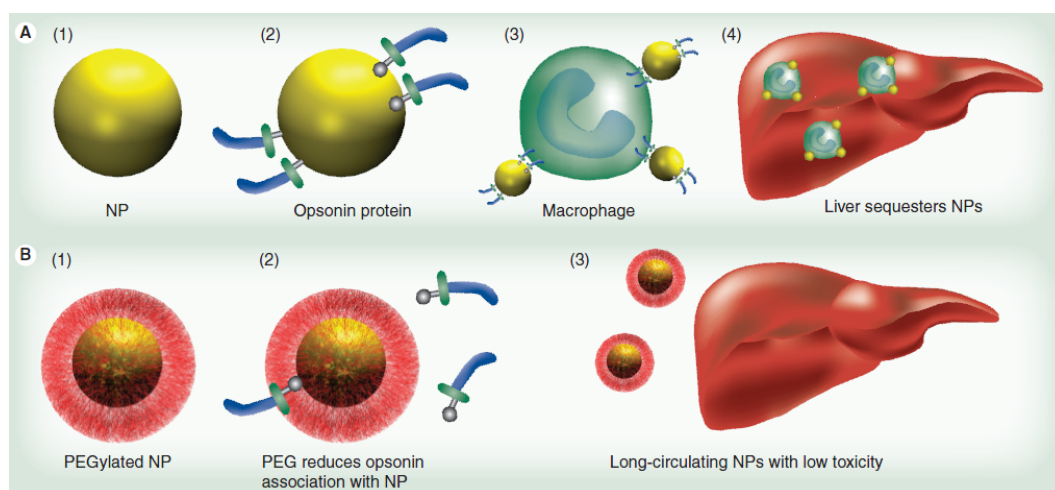 A
(1)
(2)
(3)
(4)
NP
Opsonin protein
Macrophage
Liver sequesters NPs
B
(1)
(2)
(3)
PEGylated NP
PEG reduces opsonin
association with NP
Long-circulating NPs with low toxicity